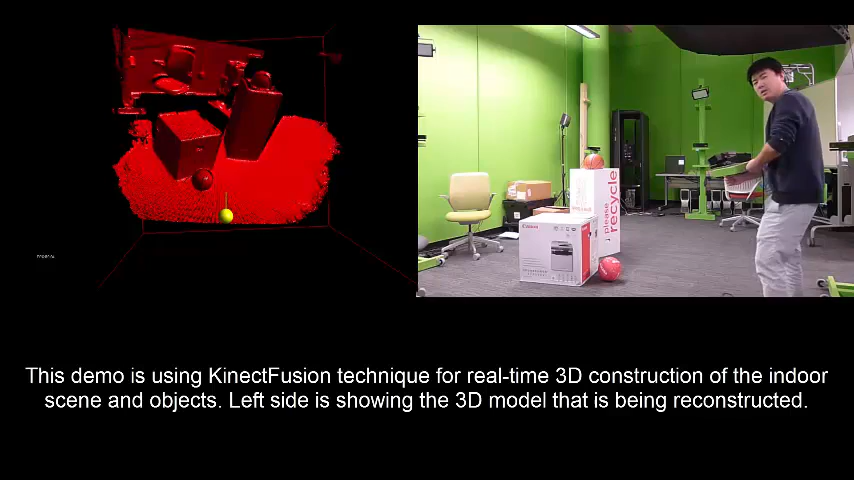 please
recycle
Canon
This demo is using KinectFusion technique for real-time 3D construction of the indoor
scene and objects. Left side is showing the 3D model that is being reconstructed.